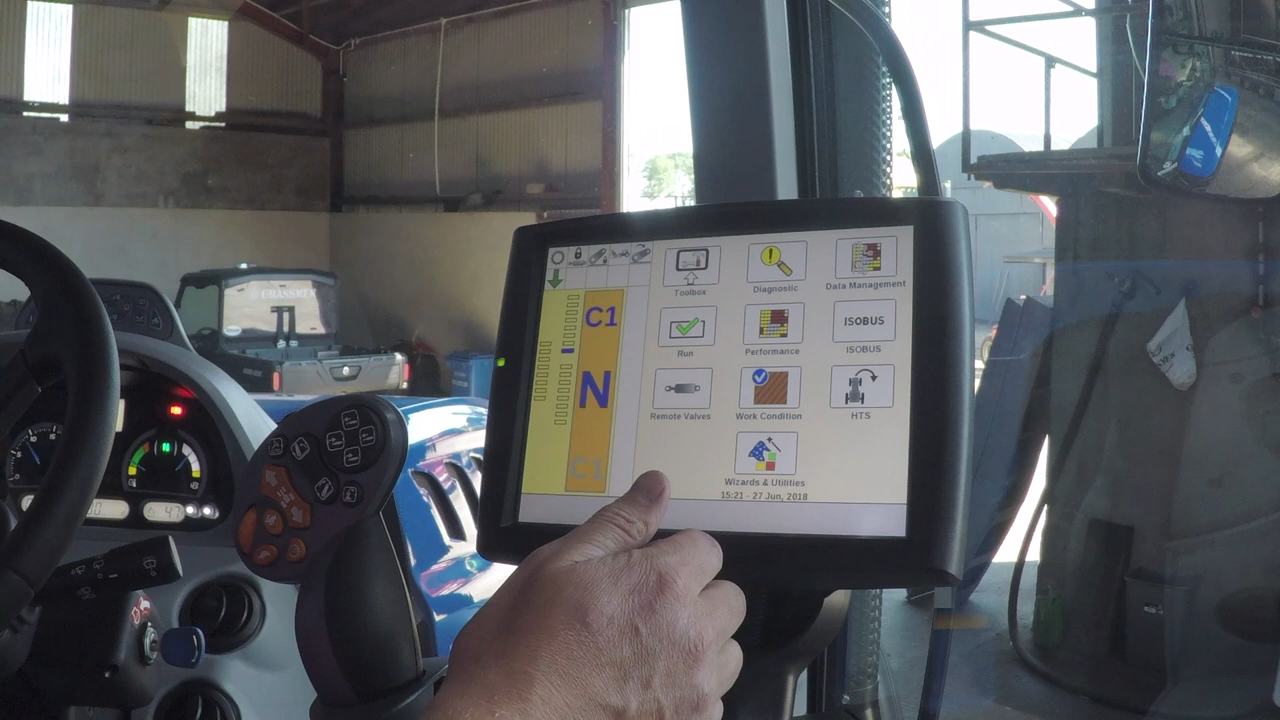 GRASSMEN
C1
N
C1
Toolbox
Diagnostic
Data Management
Run
Performance
ISOBUS
ISOBUS
Remote Valves
Work Condition
HTS
Wizards & Utilities
15:21 - 27 Jun, 2018
N